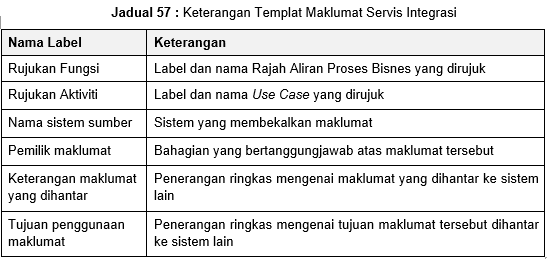 Jadual 57 : Keterangan Templat Maklumat Servis Integrasi
Nama Label Keterangan
Rujukan Fungsi Label dan nama Rajah Aliran Proses Bisnes yang dirujuk
Rujukan Aktiviti Label dan nama Use Case yang dirujuk
Nama sistem sumber Sistem yang membekalkan maklumat
Pemilik maklumat Bahagian yang bertanggungjawab atas maklumat tersebut
Keterangan maklumat Penerangan ringkas mengenai maklumat yang dihantar ke sistem
yang dihantar lain
Tujuan penggunaan Penerangan ringkas mengenai tujuan maklumat tersebut dihantar
maklumat ke sistem lain